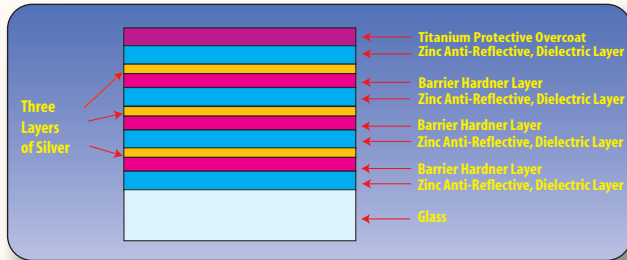 Titanium Protective Overcoat
Zinc Anti-Reflective, Dielectric Layer
Barrier Hardner Layer
Zinc Anti-Reflective, Dielectric Layer
Barrier Hardner Layer
Zinc Anti-Reflective, Dielectric Layer
Barrier Hardner Layer
Zinc Anti-Reflective, Dielectric Layer
Glass
Three
Layers
of Silver